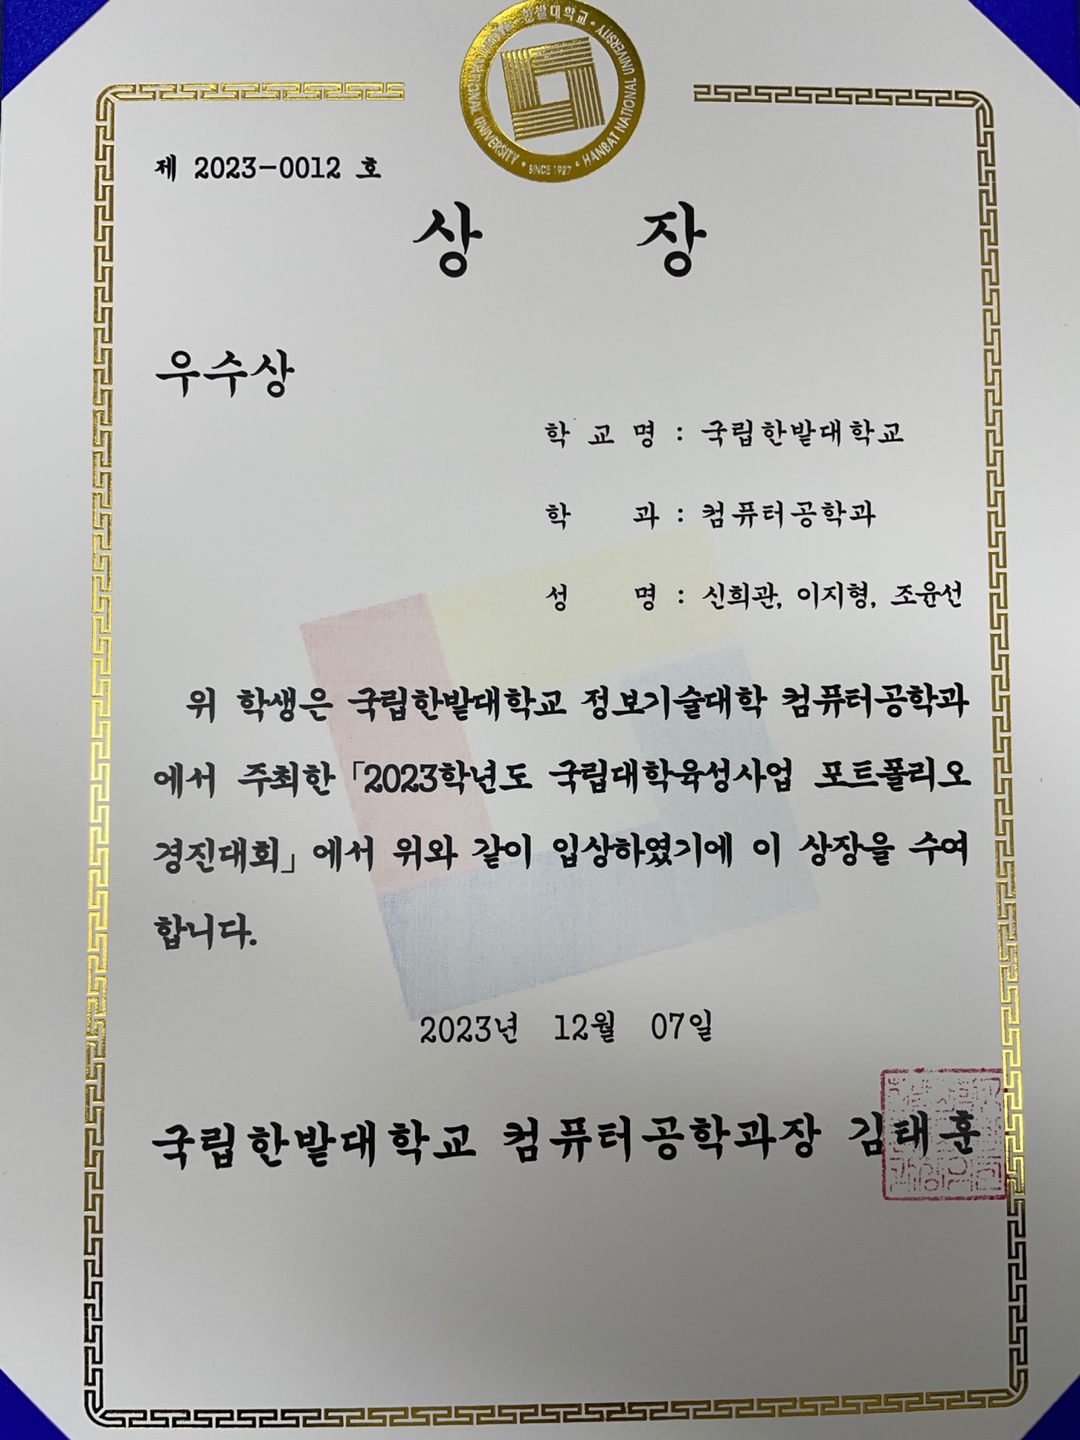 한밭대학교
HANBAT NATIONAL UNIVERSITY
SINCE 1927
제 2023-0012 호
상 장
우수상
학 교 명 : 국립한밭대학교
학 과 : 컴퓨터공학과
성 명 : 신희관, 이지형, 조윤선
위 학생은 국립한밭대학교 정보기술대학 컴퓨터공학과
에서 주최한 「2023학년도 국립대학육성사업 포트폴리오
경진대회」에서 위와 같이 입상하였기에 이 상장을 수여
합니다.
2023년 12월 07일
국립한밭대학교 컴퓨터공학과장 김태훈